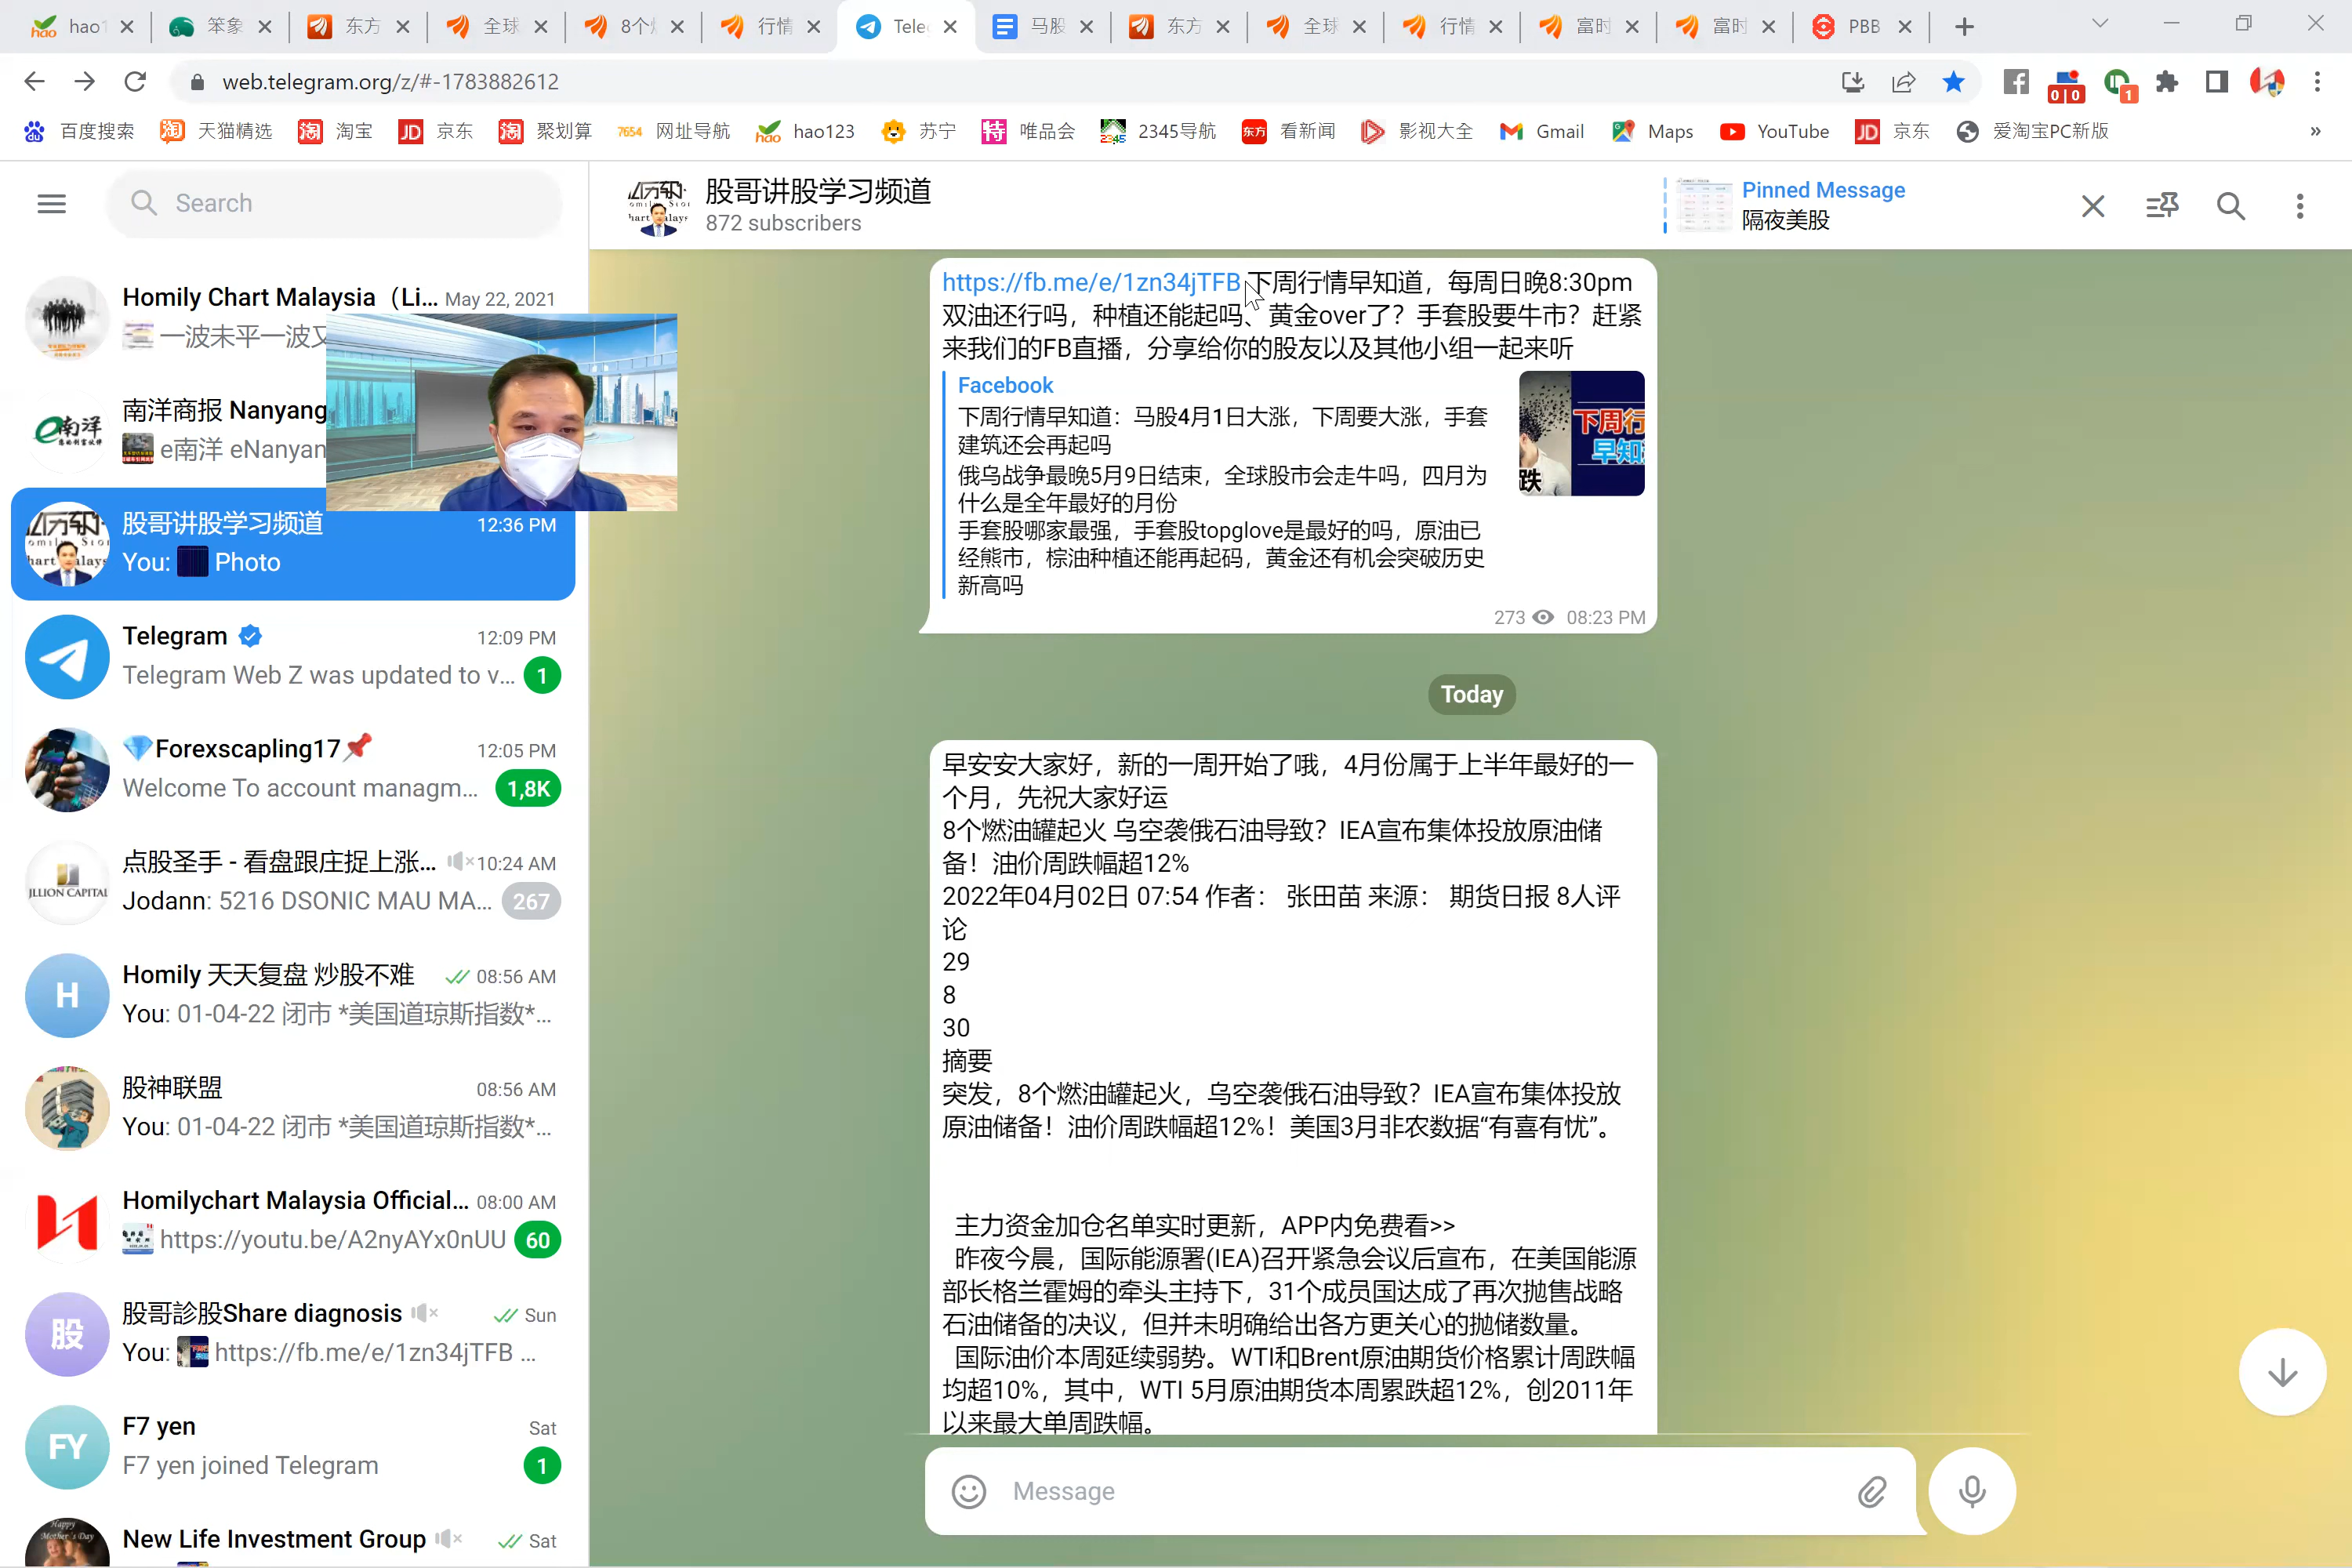 hao1
笨象
东方
全球
8个
行情
Tele
马股
东方
全球
行情
富时
富时
PBB
web.telegram.org/z/#-1783882612
0|0
1
百度搜索
天猫精选
淘宝
京东
聚划算
7654 网址导航
hao123
苏宁
唯品会
2345导航
看新闻
影视大全
Gmail
Maps
YouTube
京东
爱淘宝PC新版
»
Search
股哥讲股学习频道
872 subscribers
Pinned Message
隔夜美股
Homily Chart Malaysia（Li... May 22, 2021
一波未平一波又
南洋商报 Nanyang
e南洋 eNanyan
股哥讲股学习频道 12:36 PM
You: Photo
Telegram 12:09 PM
Telegram Web Z was updated to v... 1
💎Forexscapling17📌 12:05 PM
Welcome To account managm... 1,8K
点股圣手 - 看盘跟庄捉上涨... 10:24 AM
JLLION CAPITAL
Jodann: 5216 DSONIC MAU MA... 267
H
Homily 天天复盘 炒股不难 08:56 AM
You: 01-04-22 闭市 *美国道琼斯指数*...
股神联盟 08:56 AM
You: 01-04-22 闭市 *美国道琼斯指数*...
Homilychart Malaysia Official... 08:00 AM
https://youtu.be/A2nyAYx0nUU 60
股
股哥診股Share diagnosis Sun
You: https://fb.me/e/1zn34jTFB ...
FY
F7 yen Sat
F7 yen joined Telegram 1
Happy
Mother's Day
New Life Investment Group Sat
https://fb.me/e/1zn34jTFB 下周行情早知道，每周日晚8:30pm
双油还行吗，种植还能起吗、黄金over了？手套股要牛市？赶紧
来我们的FB直播，分享给你的股友以及其他小组一起来听
Facebook
下周行情早知道：马股4月1日大涨，下周要大涨，手套
建筑还会再起吗
俄乌战争最晚5月9日结束，全球股市会走牛吗，四月为
什么是全年最好的月份
手套股哪家最强，手套股topglove是最好的吗，原油已
经熊市，棕油种植还能再起码，黄金还有机会突破历史
新高吗
下周行
早知
跌
273 08:23 PM
Today
早安安大家好，新的一周开始了哦，4月份属于上半年最好的一
个月，先祝大家好运
8个燃油罐起火 乌空袭俄石油导致？IEA宣布集体投放原油储
备！油价周跌幅超12%
2022年04月02日 07:54 作者： 张田苗 来源： 期货日报 8人评
论
29
8
30
摘要
突发，8个燃油罐起火，乌空袭俄石油导致？IEA宣布集体投放
原油储备！油价周跌幅超12%！美国3月非农数据“有喜有忧”。
主力资金加仓名单实时更新，APP内免费看>>
昨夜今晨，国际能源署(IEA)召开紧急会议后宣布，在美国能源
部长格兰霍姆的牵头主持下，31个成员国达成了再次抛售战略
石油储备的决议，但并未明确给出各方更关心的抛储数量。
国际油价本周延续弱势。WTI和Brent原油期货价格累计周跌幅
均超10%，其中，WTI 5月原油期货本周累跌超12%，创2011年
以来最大单周跌幅。
Message